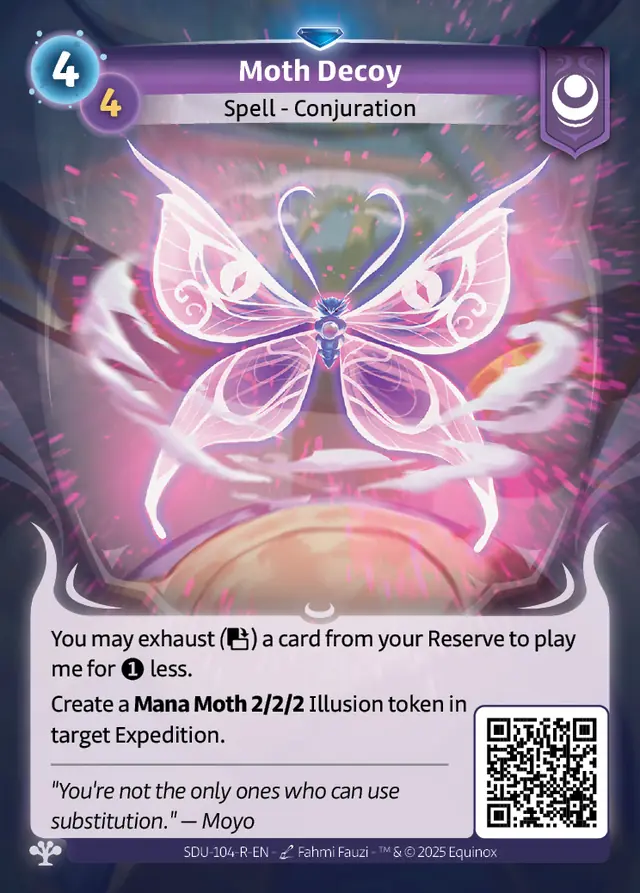 4
Moth Decoy
4
Spell - Conjuration
You may exhaust () a card from your Reserve to play
me for 1 less.
Create a Mana Moth 2/2/2 Illusion token in
target Expedition.
"You're not the only ones who can use
substitution." — Moyo
SDU-104-R-EN - Fahmi Fauzi - ™ & © 2025 Equinox